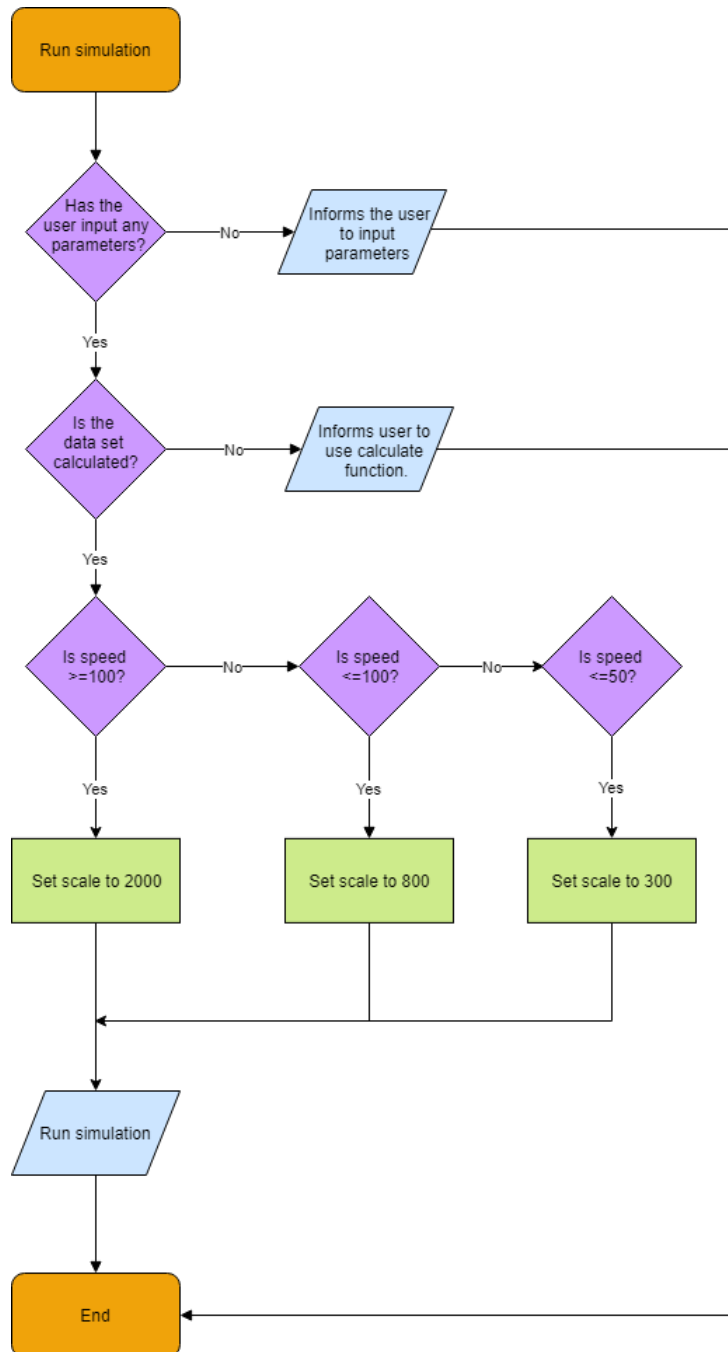 Run simulation
Has the
user input any
parameters?
No
Informs the user
to input
parameters
Yes
Is the
data set
calculated?
No
Informs user to
use calculate
function.
Yes
Is speed
>=100?
No
Is speed
<=100?
No
Is speed
<=50?
Yes
Yes
Yes
Set scale to 2000
Set scale to 800
Set scale to 300
Run simulation
End